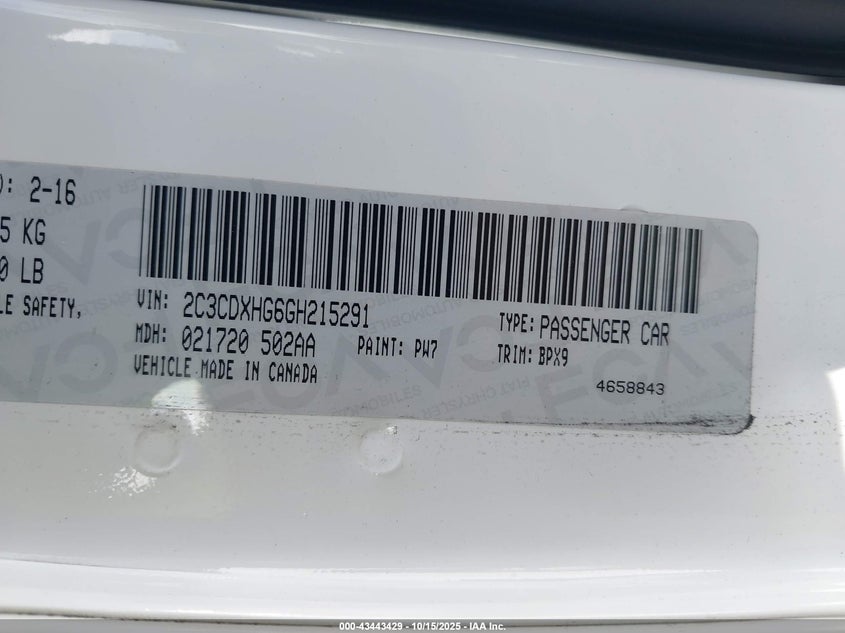 ): 2-16
5 KG
0 LB
LE SAFETY,
VIN: 2C3CDXHG6GH215291
TYPE: PASSENGER CAR
MDH: 021720 502AA
PAINT: PW7
TRIM: BPX9
VEHICLE MADE IN CANADA
4658843
000-43443429 - 10/15/2025 - IAA Inc.